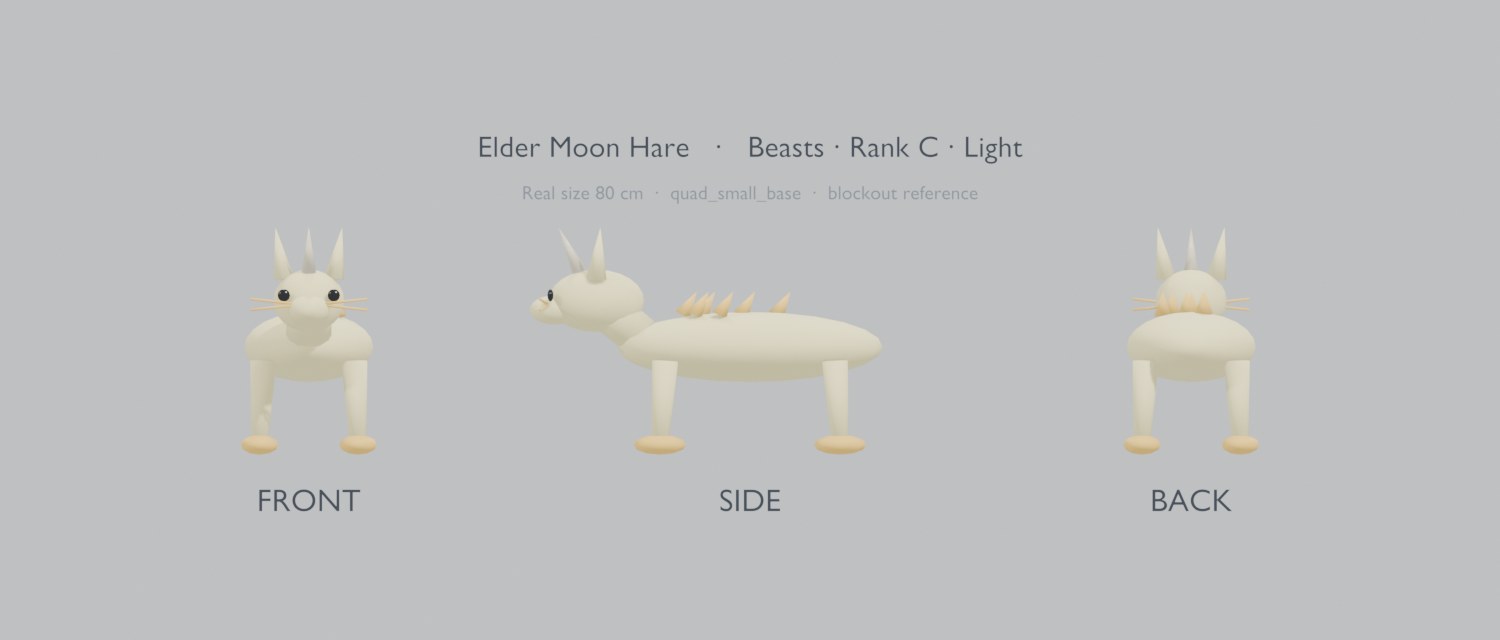 Elder Moon Hare · Beasts · Rank C · Light
Real size 80 cm · quad_small_base · blockout reference
FRONT
SIDE
BACK